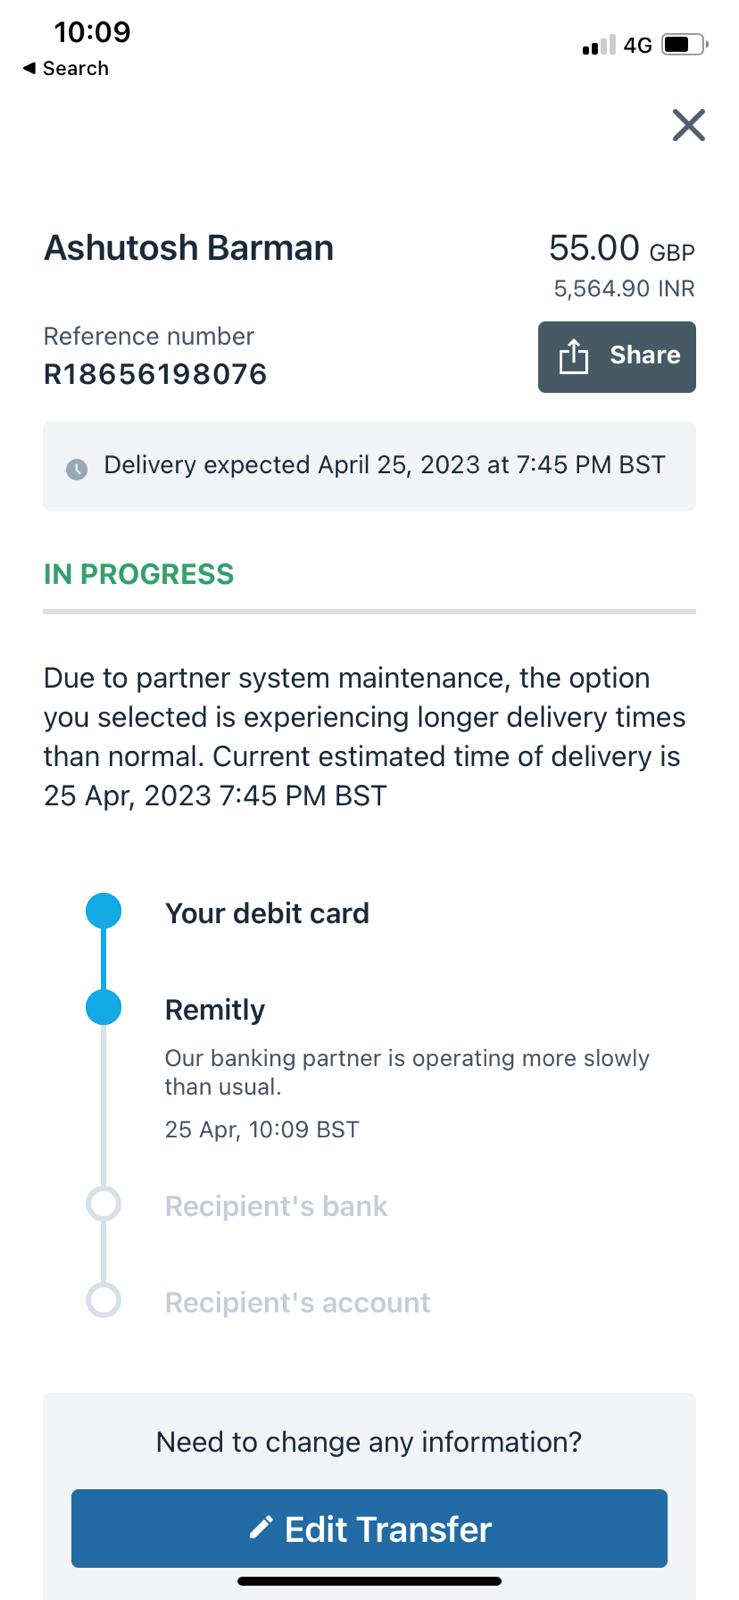 10:09
4G
◀ Search
Ashutosh Barman
55.00 GBP
5,564.90 INR
Reference number
R18656198076
Share
Delivery expected April 25, 2023 at 7:45 PM BST
IN PROGRESS
Due to partner system maintenance, the option
you selected is experiencing longer delivery times
than normal. Current estimated time of delivery is
25 Apr, 2023 7:45 PM BST
Your debit card
Remitly
Our banking partner is operating more slowly
than usual.
25 Apr, 10:09 BST
Recipient's bank
Recipient's account
Need to change any information?
Edit Transfer